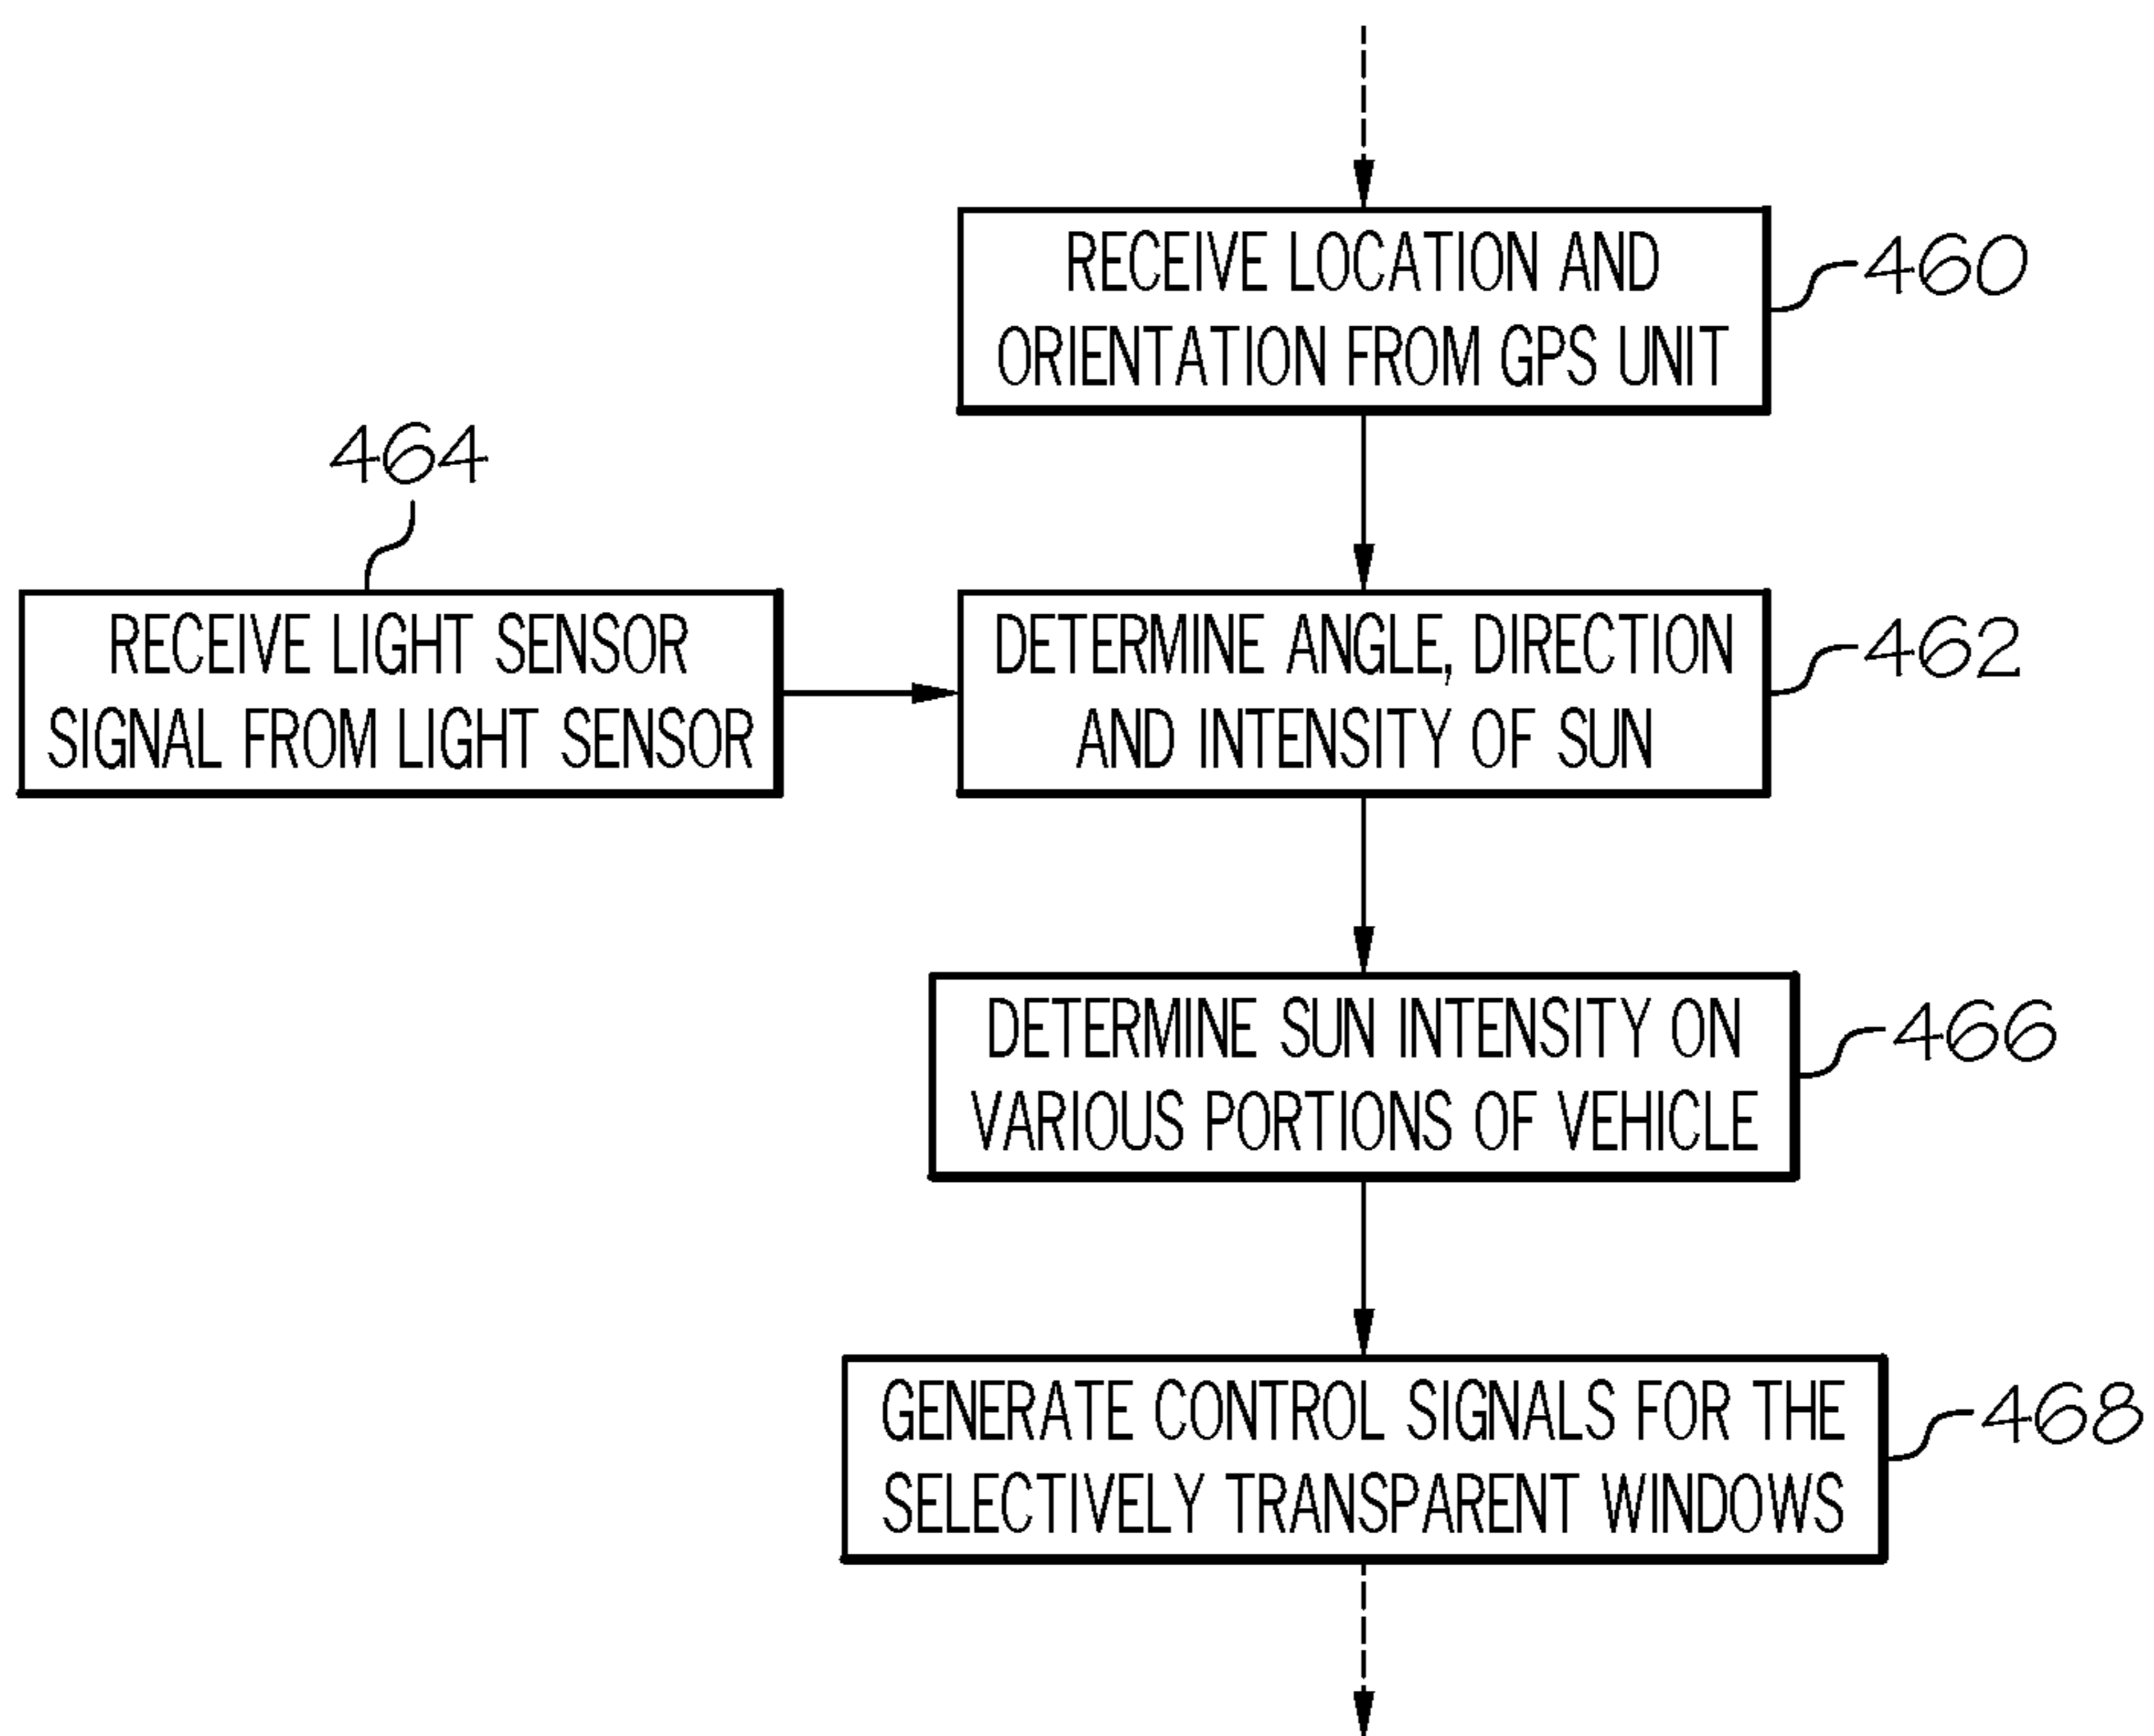 RECEIVE LOCATION AND
ORIENTATION FROM GPS UNIT
460
464
RECEIVE LIGHT SENSOR
SIGNAL FROM LIGHT SENSOR
DETERMINE ANGLE, DIRECTION
AND INTENSITY OF SUN
462
DETERMINE SUN INTENSITY ON
VARIOUS PORTIONS OF VEHICLE
466
GENERATE CONTROL SIGNALS FOR THE
SELECTIVELY TRANSPARENT WINDOWS
468